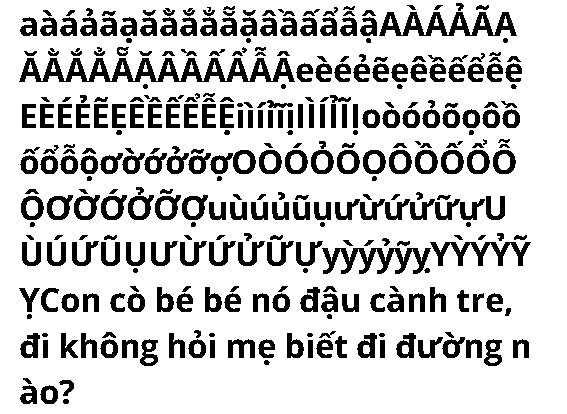 aàáảãạăằắẳẵặâầấẩẫậAÀÁẢÃẠ
ĂẰẮẲẴẶÂẦẤẨẪẬeèéẻẽẹêềếểễệ
EÈÉẺẼẸÊỀẾỂỄỆiìíỉĩịIÌÍỈĨỊoòóỏõọôồ
ốổỗộơờớởỡợOÒÓỎÕỌÔỒỐỔỖ
ỘƠỜỚỞỠỢuùúủũụưừứửữựU
ÙÚỨŨỤƯỪỨỬỮỰyỳýỷỹỵYỲÝỶỸ
ỴCon cò bé bé nó đậu cành tre,
đi không hỏi mẹ biết đi đường n
ào?